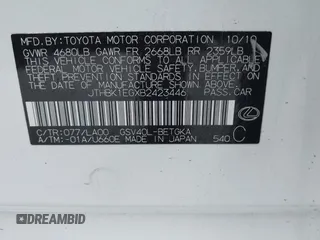 MFD.BY:TOYOTA MOTOR CORPORATION 10/10
GVWR 4680LB GAWR FR 2668LB RR 2359LB
THIS VEHICLE CONFORMS TO ALL APPLICABLE
FEDERAL MOTOR VEHICLE SAFETY, BUMPER, AND
THEFT PREVENTION STANDARDS IN EFFECT ON
THE DATE OF MANUFACTURE SHOWN ABOVE.
JTHBK1EGXB2423446 PASS.CAR
C/TR:077/LA00 GSV40L-BETGKA C
A/TM:-01A/U660E MADE IN JAPAN 540
DREAMBID
DREAMBID.COM